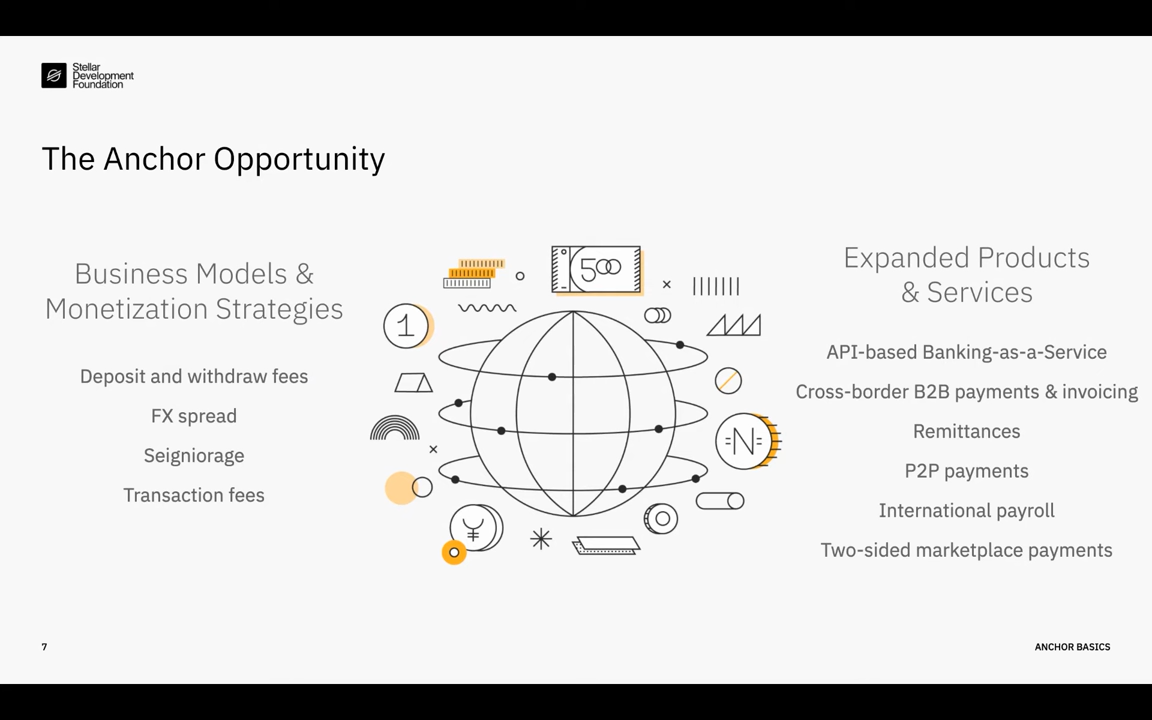 Stellar
Development
Foundation
The Anchor Opportunity
Business Models &
Monetization Strategies
Deposit and withdraw fees
FX spread
Seigniorage
Transaction fees
500
1
N
Expanded Products
& Services
API-based Banking-as-a-Service
Cross-border B2B payments & invoicing
Remittances
P2P payments
International payroll
Two-sided marketplace payments
7
ANCHOR BASICS